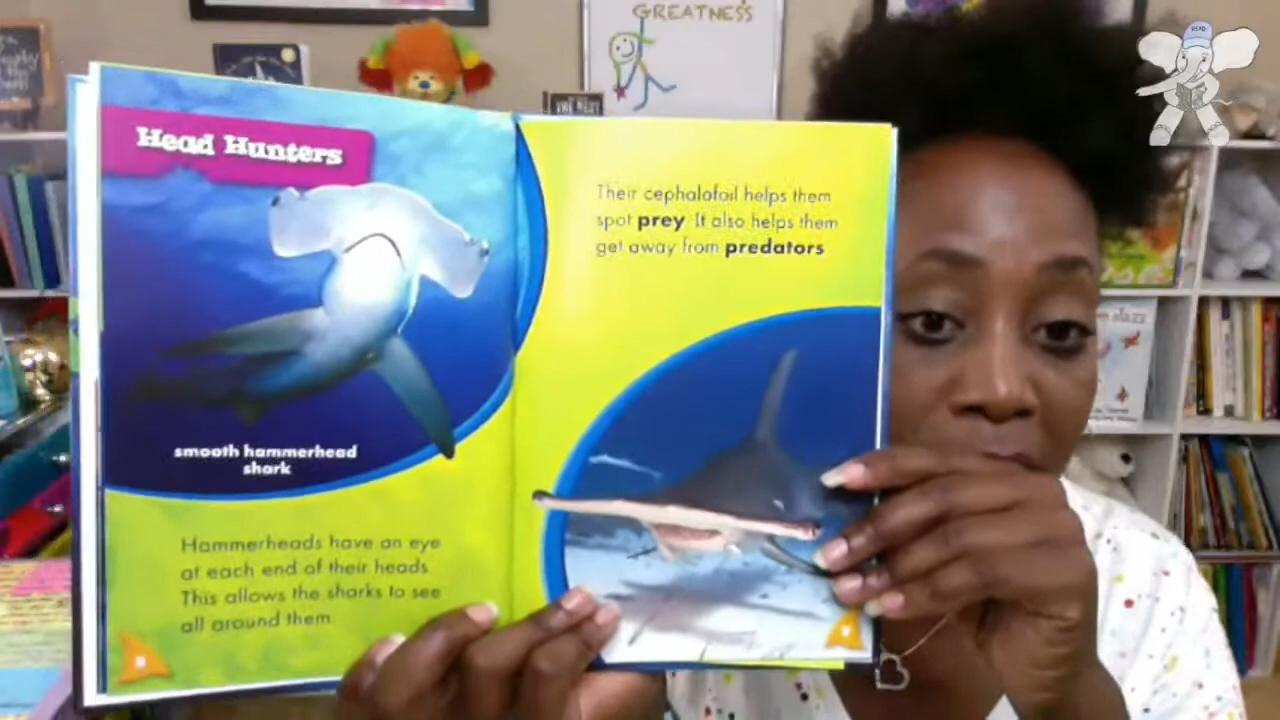 GREATNESS
READ
Head Hunters
smooth hammerhead
shark
Hammerheads have an eye
at each end of their heads
This allows the sharks to see
all around them
Their cephalofoil helps them
spot prey It also helps them
get away from predators